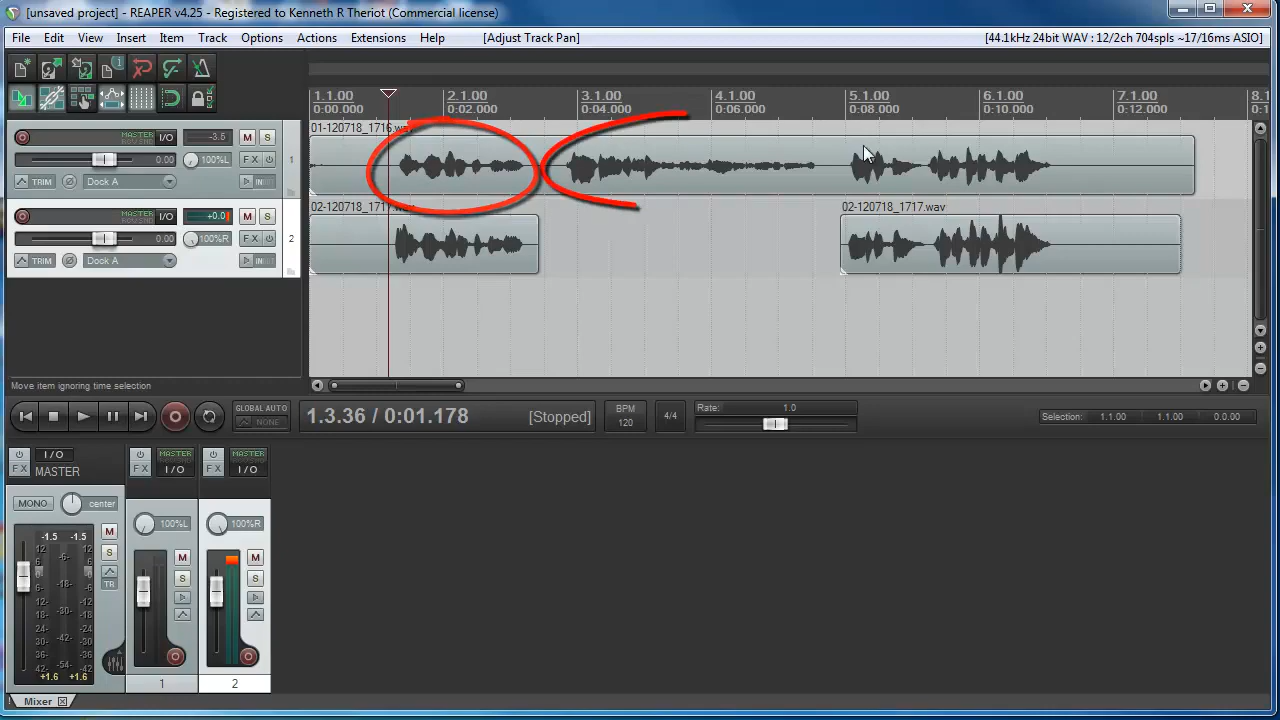 [unsaved project] - REAPER v4.25 - Registered to Kenneth R Theriot (Commercial license)
File Edit View Insert Item Track Options Actions Extensions Help [Adjust Track Pan] [44.1kHz 24bit WAV : 12/2ch 704spls ~17/16ms ASIO]
1.1.00 2.1.00 3.1.00 4.1.00 5.1.00 6.1.00 7.1.00 8.1
0:00.000 0:02.000 0:04.000 0:06.000 0:08.000 0:10.000 0:12.000 0:1
01-120718_1716.wav
MASTER I/O -3.5 M S
0.00 100%L FX 1
TRIM Dock A IN
02-120718_1717.wav 02-120718_1717.wav
MASTER I/O +0.0 M S
0.00 100%R FX 2
TRIM Dock A IN
Move item ignoring time selection
GLOBAL AUTO
NONE
1.3.36 / 0:01.178 [Stopped]
BPM
120
4/4
Rate: 1.0
Selection: 1.1.00 1.1.00 0.0.00
I/O MASTER MASTER
FX MASTER FX I/O FX I/O
MONO center 100%L 100%R
-1.5 -1.5 M
12 -6- 12 S
6 6
0 -18- 0 TR
6- -6
12- -30- -12
18- -18
24- -42- -24
30- -30
36- -54- -36
42- -42
+1.6 +1.6
M S M S
1 2
! Mixer